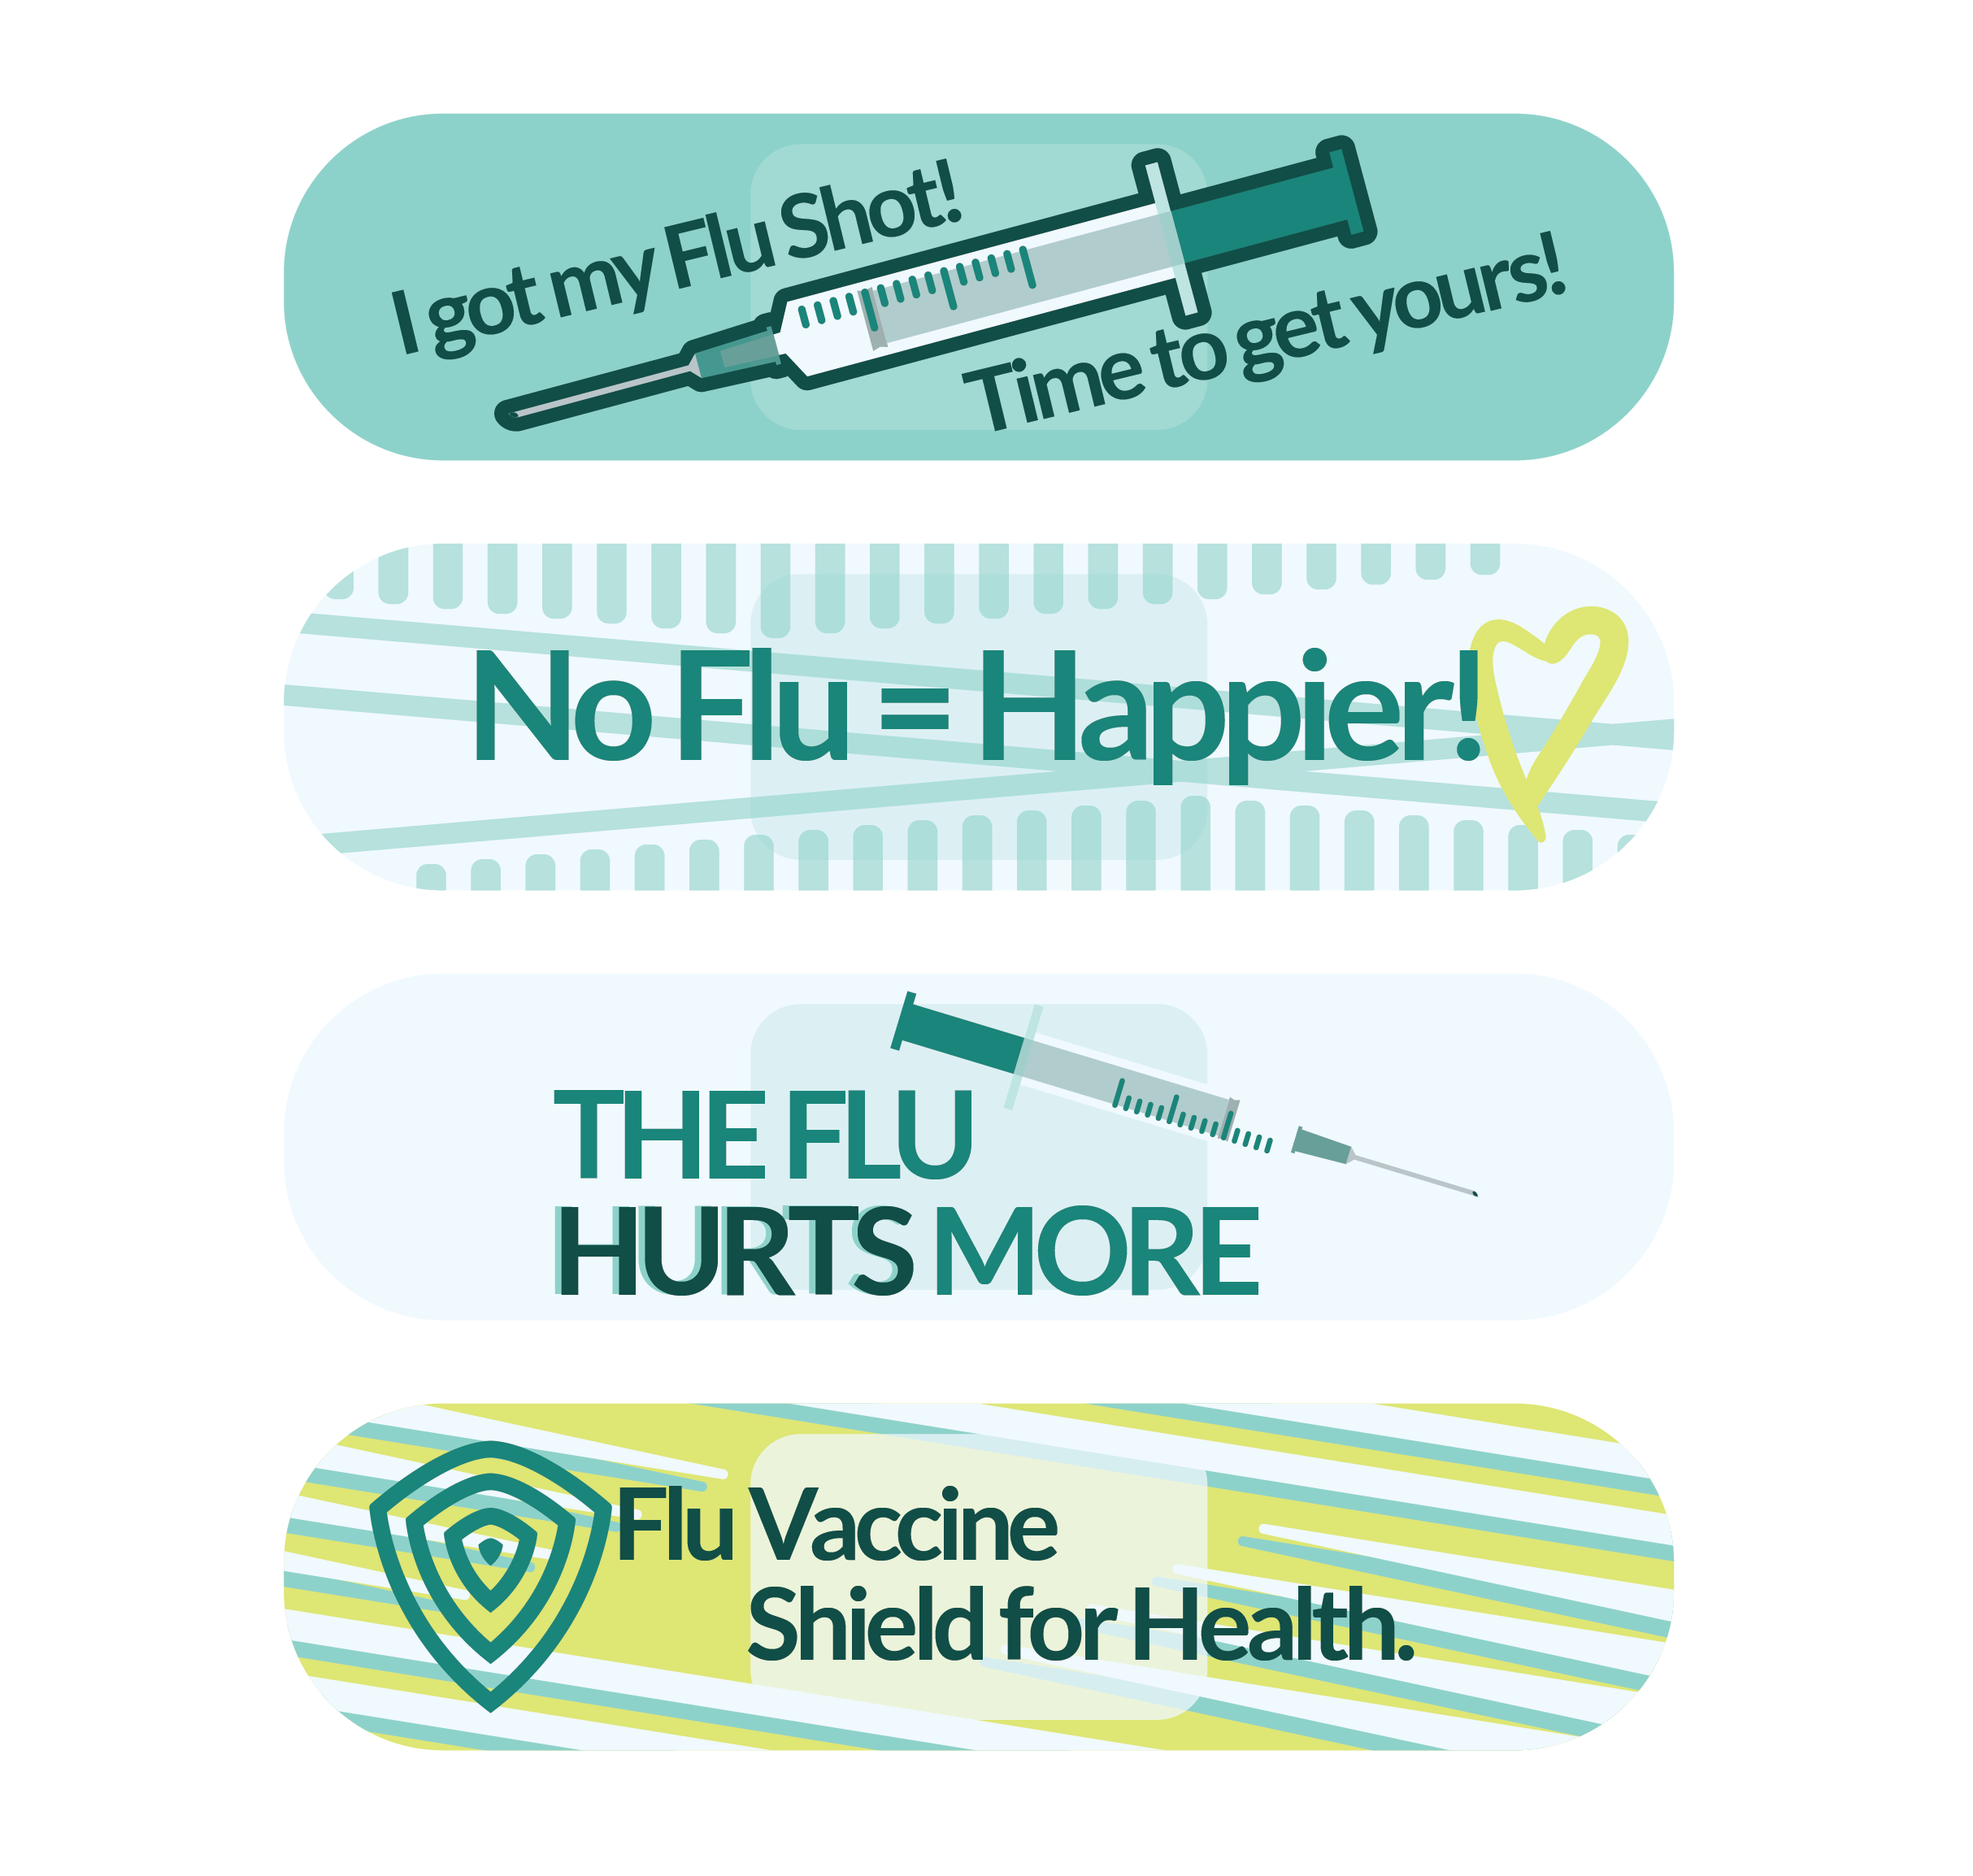 I got my Flu Shot!
Time to get yours!
No Flu = Happier!
THE FLU
HURTS MORE
Flu Vaccine
Shield for Health.